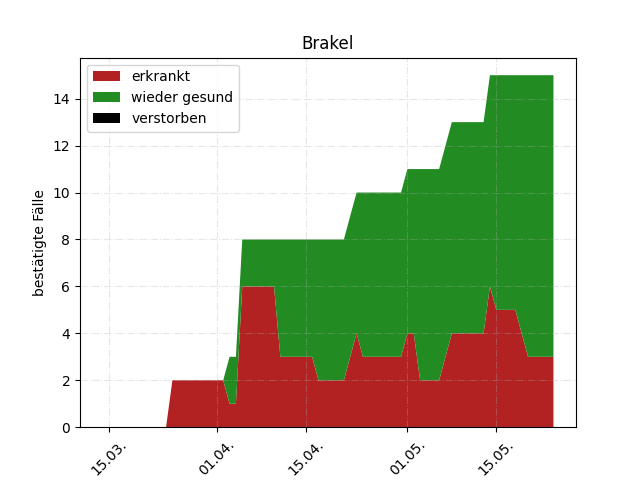 Brakel
erkrankt
wieder gesund
verstorben
bestätigte Fälle
14
12
10
8
6
4
2
0
15.03.
01.04.
15.04.
01.05.
15.05.